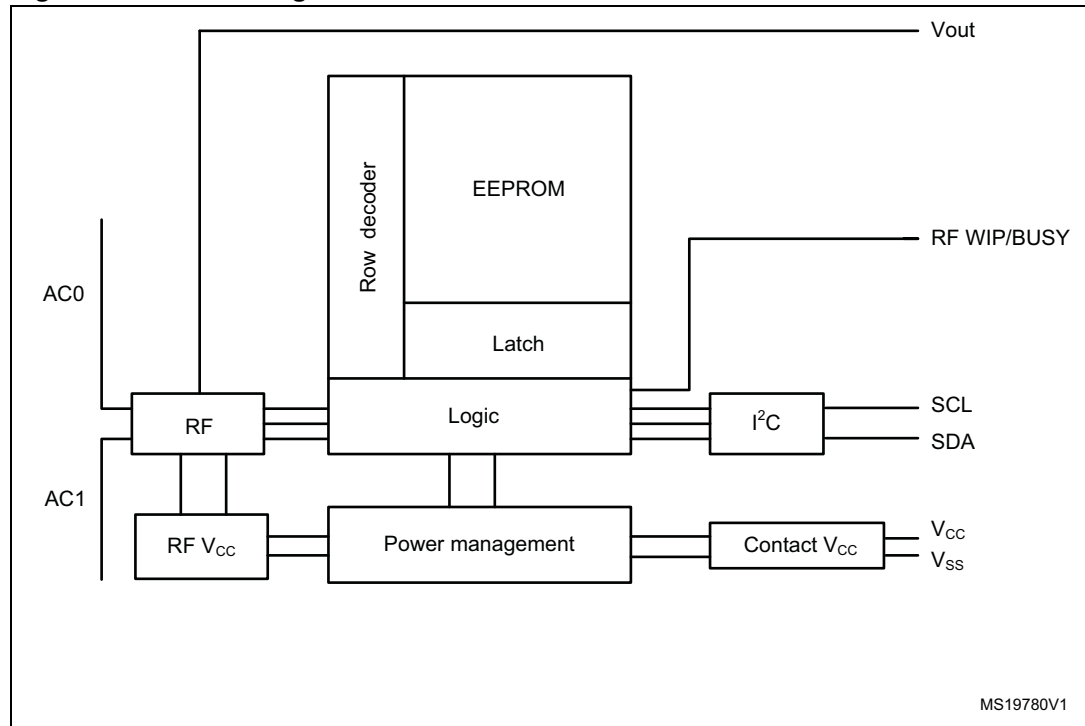 Vout
Row decoder
EEPROM
RF WIP/BUSY
AC0
Latch
RF
Logic
I²C
SCL
SDA
AC1
RF V_CC
Power management
Contact V_CC
V_CC
V_SS
MS19780V1